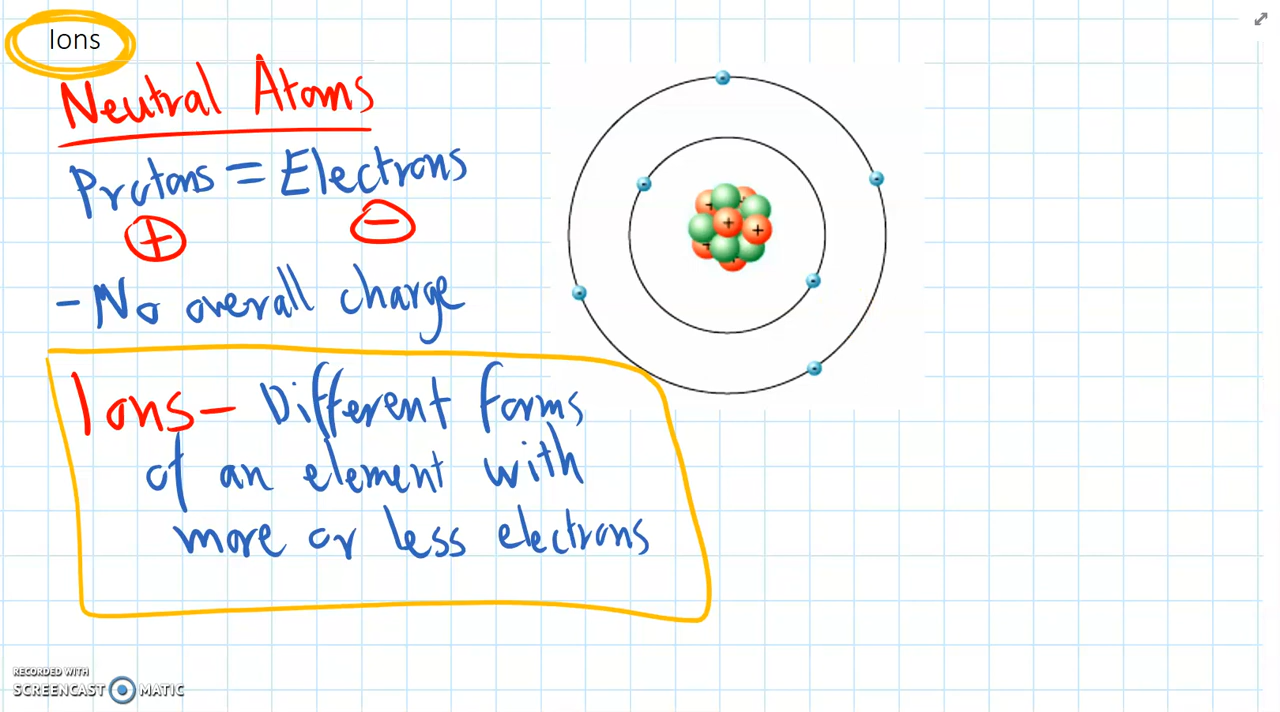 Ions
Neutral Atoms
Protons = Electrons
+ −
- No overall charge
Ions - Different forms
of an element with
more or less electrons
RECORDED WITH
SCREENCAST MATIC